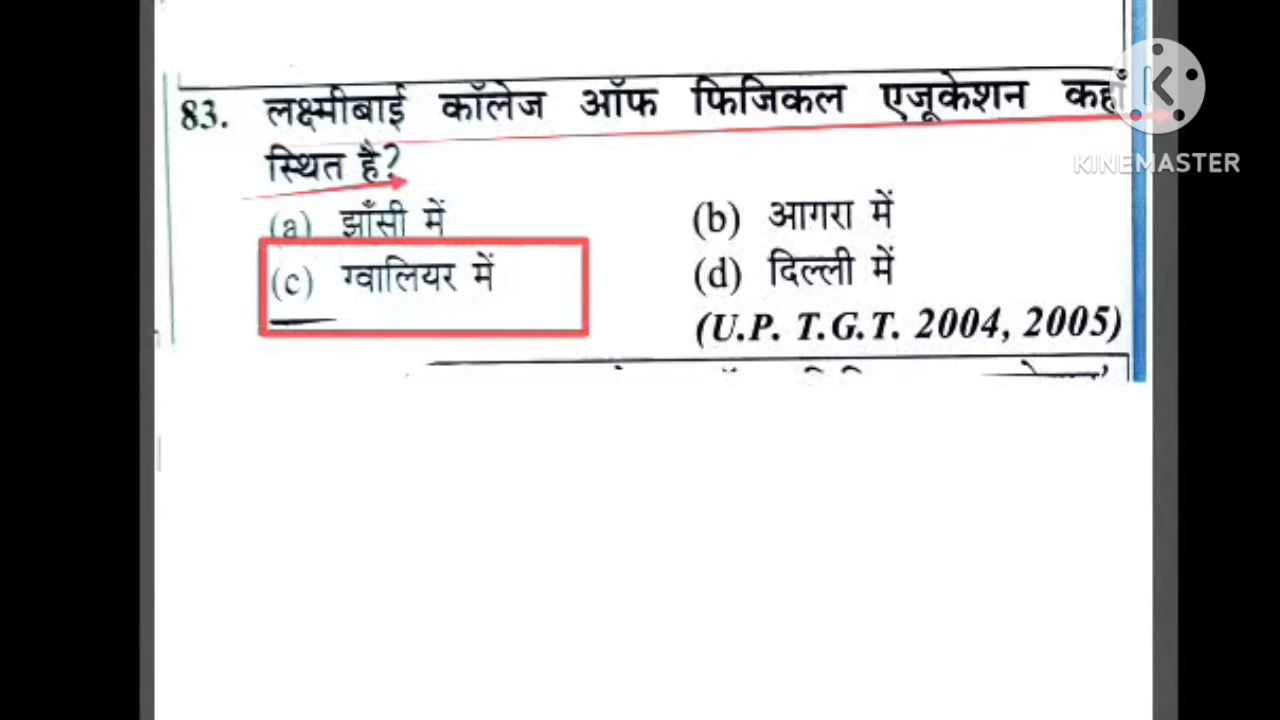 83. लक्ष्मीबाई कॉलेज ऑफ फिजिकल एजूकेशन कहाँ
स्थित है?
(a) झाँसी में (b) आगरा में
(c) ग्वालियर में (d) दिल्ली में
(U.P. T.G.T. 2004, 2005)
KINEMASTER